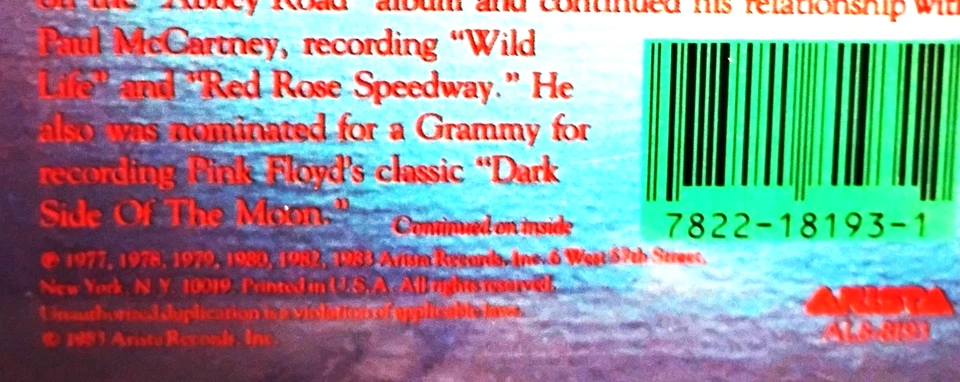 on the "Abbey Road" album and continued his relationship with
Paul McCartney, recording "Wild
Life" and "Red Rose Speedway." He
also was nominated for a Grammy for
recording Pink Floyd's classic "Dark
Side Of The Moon."
Continued on inside
7822-18193-1
℗ 1977, 1978, 1979, 1980, 1982, 1983 Arista Records, Inc. 6 West 57th Street,
New York, N.Y. 10019. Printed in U.S.A. All rights reserved.
Unauthorized duplication is a violation of applicable laws.
© 1983 Arista Records, Inc.
ARISTA
AL8-8193